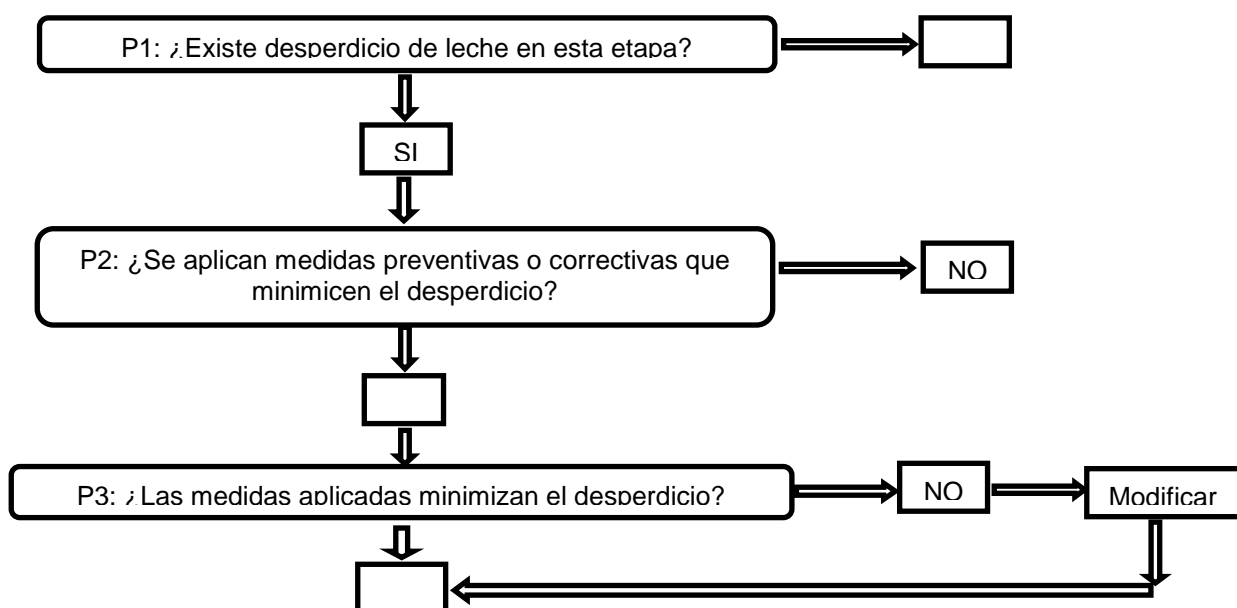 P1: ¿Existe desperdicio de leche en esta etapa?
SI
P2: ¿Se aplican medidas preventivas o correctivas que
minimicen el desperdicio?
NO
P3: ¿Las medidas aplicadas minimizan el desperdicio?
NO
Modificar